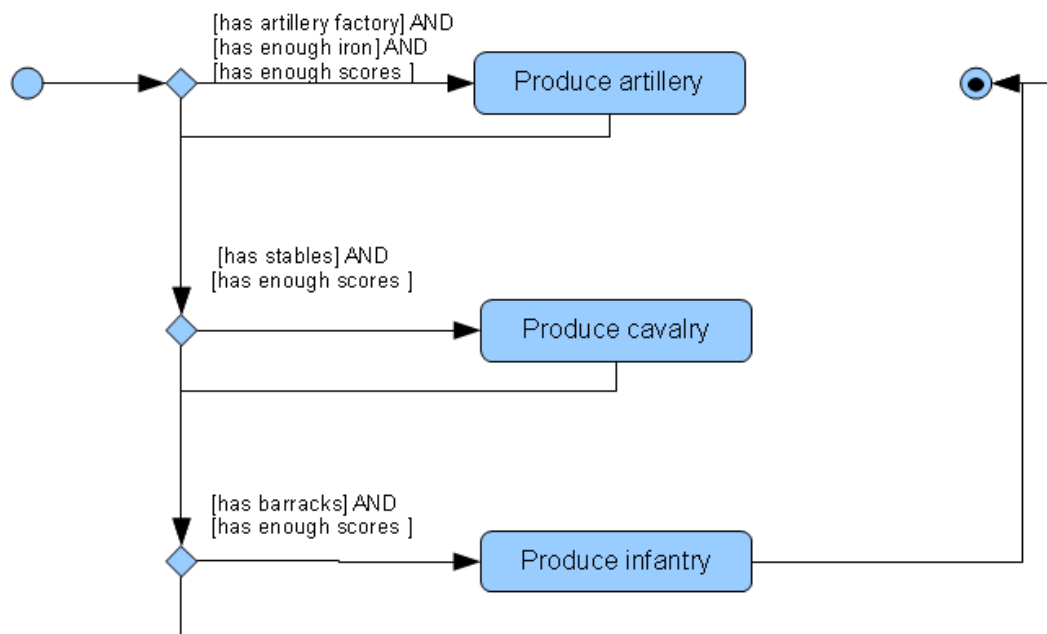 [has artillery factory] AND
[has enough iron] AND
[has enough scores ]
Produce artillery
[has stables] AND
[has enough scores ]
Produce cavalry
[has barracks] AND
[has enough scores ]
Produce infantry